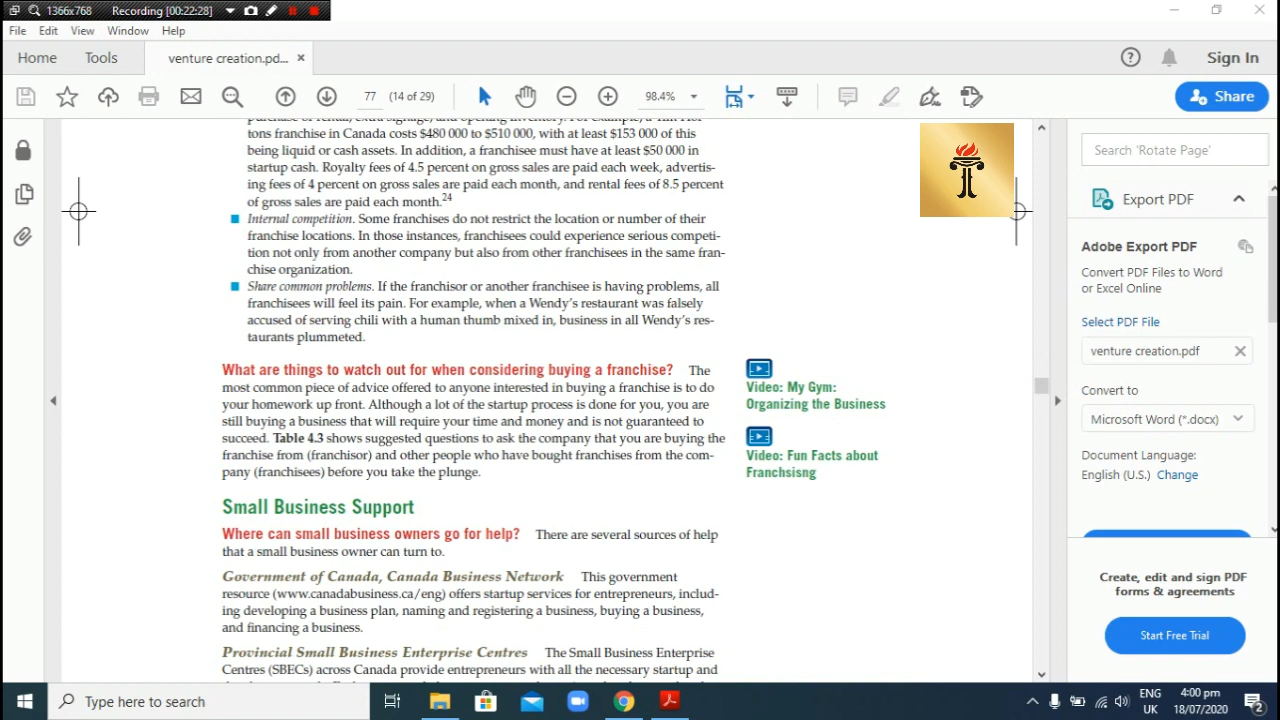 1366x768 Recording [00:22:28]
File Edit View Window Help
Home Tools venture creation.pd... ×
Sign In
77 (14 of 29) 98.4%
Share
tons franchise in Canada costs $480 000 to $510 000, with at least $153 000 of this
being liquid or cash assets. In addition, a franchisee must have at least $50 000 in
startup cash. Royalty fees of 4.5 percent on gross sales are paid each week, advertis-
ing fees of 4 percent on gross sales are paid each month, and rental fees of 8.5 percent
of gross sales are paid each month.24
Internal competition. Some franchises do not restrict the location or number of their
franchise locations. In those instances, franchisees could experience serious competi-
tion not only from another company but also from other franchisees in the same fran-
chise organization.
Share common problems. If the franchisor or another franchisee is having problems, all
franchisees will feel its pain. For example, when a Wendy's restaurant was falsely
accused of serving chili with a human thumb mixed in, business in all Wendy's res-
taurants plummeted.
What are things to watch out for when considering buying a franchise? The
most common piece of advice offered to anyone interested in buying a franchise is to do
your homework up front. Although a lot of the startup process is done for you, you are
still buying a business that will require your time and money and is not guaranteed to
succeed. Table 4.3 shows suggested questions to ask the company that you are buying the
franchise from (franchisor) and other people who have bought franchises from the com-
pany (franchisees) before you take the plunge.
Video: My Gym:
Organizing the Business
Video: Fun Facts about
Franchsisng
Small Business Support
Where can small business owners go for help? There are several sources of help
that a small business owner can turn to.
Government of Canada, Canada Business Network This government
resource (www.canadabusiness.ca/eng) offers startup services for entrepreneurs, includ-
ing developing a business plan, naming and registering a business, buying a business,
and financing a business.
Provincial Small Business Enterprise Centres The Small Business Enterprise
Centres (SBECs) across Canada provide entrepreneurs with all the necessary startup and
Search 'Rotate Page'
Export PDF
Adobe Export PDF
Convert PDF Files to Word
or Excel Online
Select PDF File
venture creation.pdf
Convert to
Microsoft Word (*.docx)
Document Language:
English (U.S.) Change
Create, edit and sign PDF
forms & agreements
Start Free Trial
Type here to search
ENG
UK
4:00 pm
18/07/2020
2